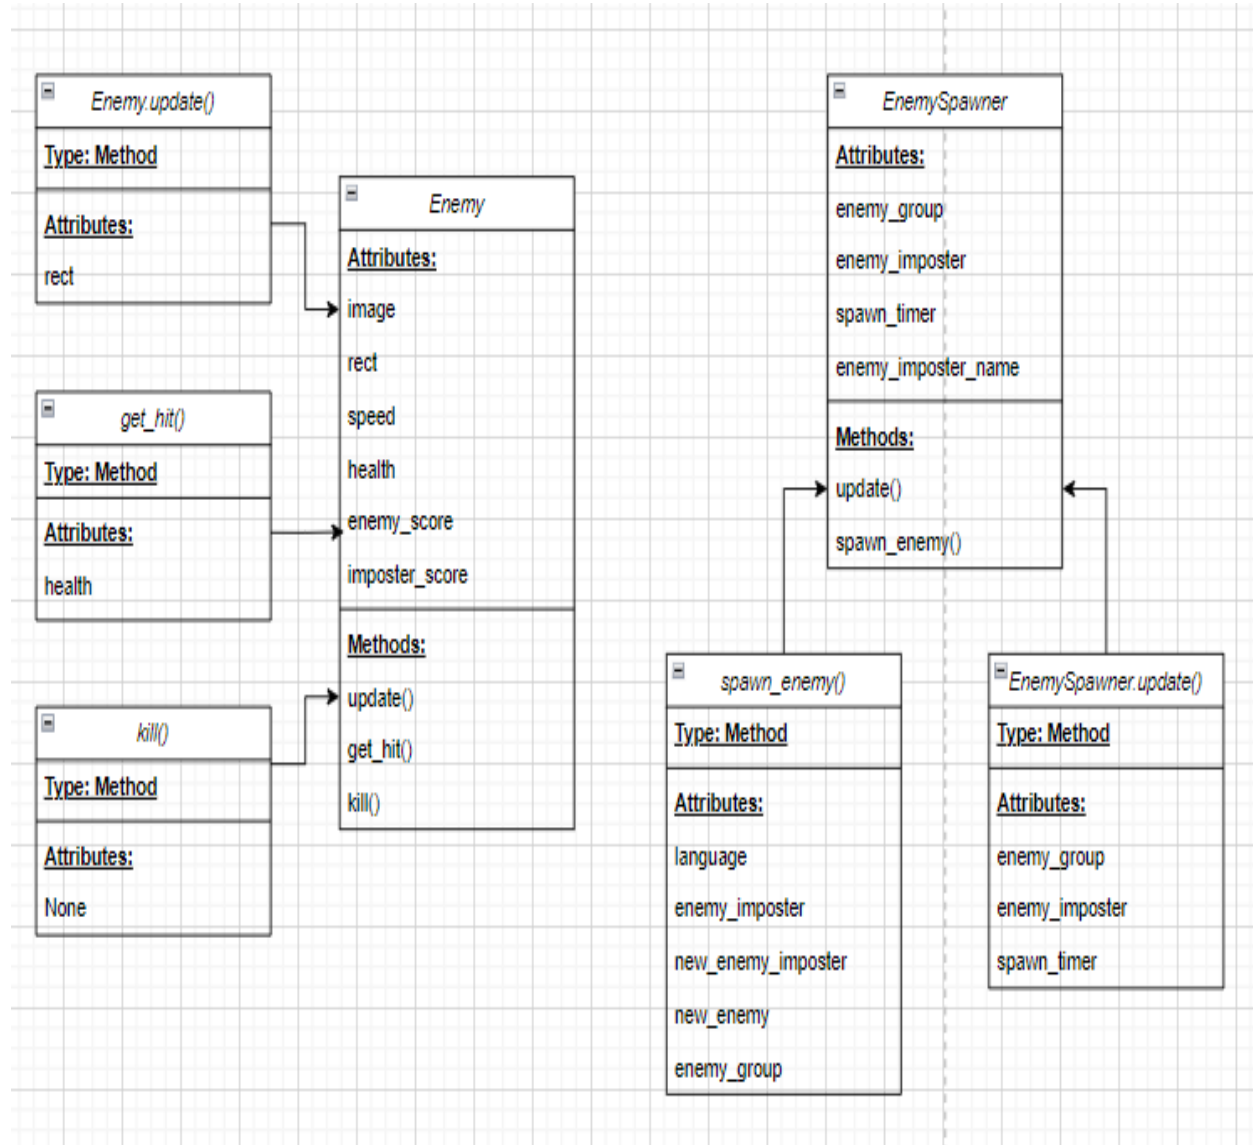 Enemy.update()
Type: Method
Attributes:
rect
get_hit()
Type: Method
Attributes:
health
kill()
Type: Method
Attributes:
None
Enemy
Attributes:
image
rect
speed
health
enemy_score
imposter_score
Methods:
update()
get_hit()
kill()
EnemySpawner
Attributes:
enemy_group
enemy_imposter
spawn_timer
enemy_imposter_name
Methods:
update()
spawn_enemy()
spawn_enemy()
Type: Method
Attributes:
language
enemy_imposter
new_enemy_imposter
new_enemy
enemy_group
EnemySpawner.update()
Type: Method
Attributes:
enemy_group
enemy_imposter
spawn_timer